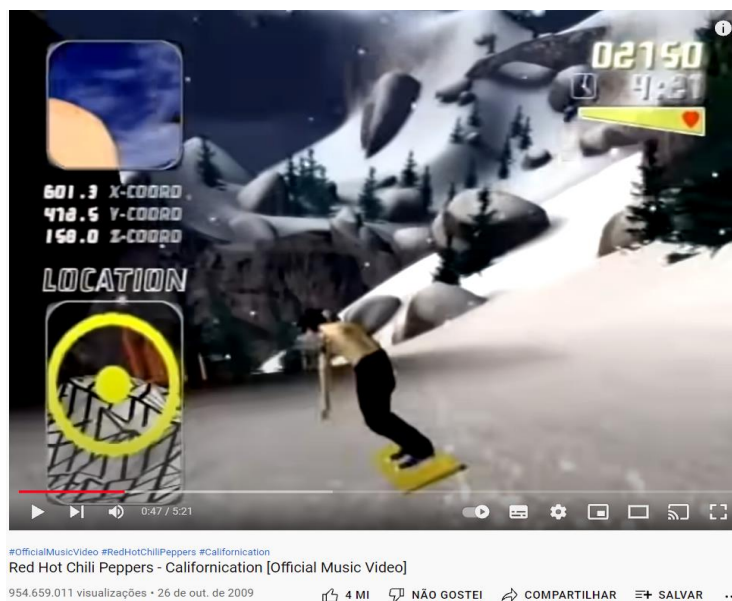 02150
4:21
601.3 X-COORD
478.5 Y-COORD
158.0 Z-COORD
LOCATION
0:47 / 5:21
#OfficialMusicVideo #RedHotChiliPeppers #Californication
Red Hot Chili Peppers - Californication [Official Music Video]
954.659.011 visualizações • 26 de out. de 2009 4 MI NÃO GOSTEI COMPARTILHAR SALVAR